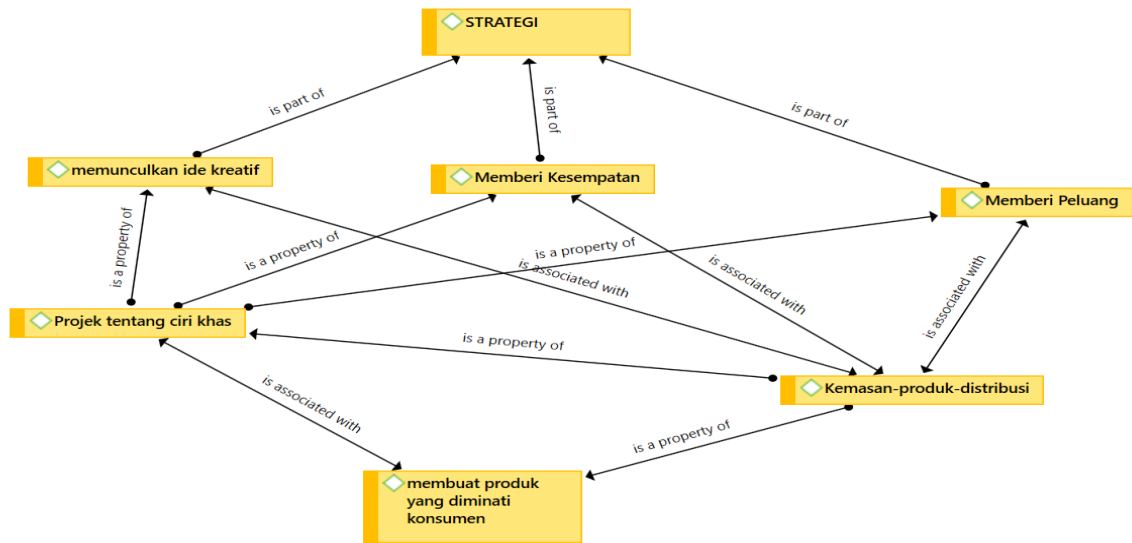 STRATEGI
is part of
is part of
is part of
memunculkan ide kreatif
Memberi Kesempatan
Memberi Peluang
is a property of
is a property of
is a property of
is associated with
is associated with
is associated with
Projek tentang ciri khas
is a property of
Kemasan-produk-distribusi
is associated with
is a property of
membuat produk
yang diminati
konsumen